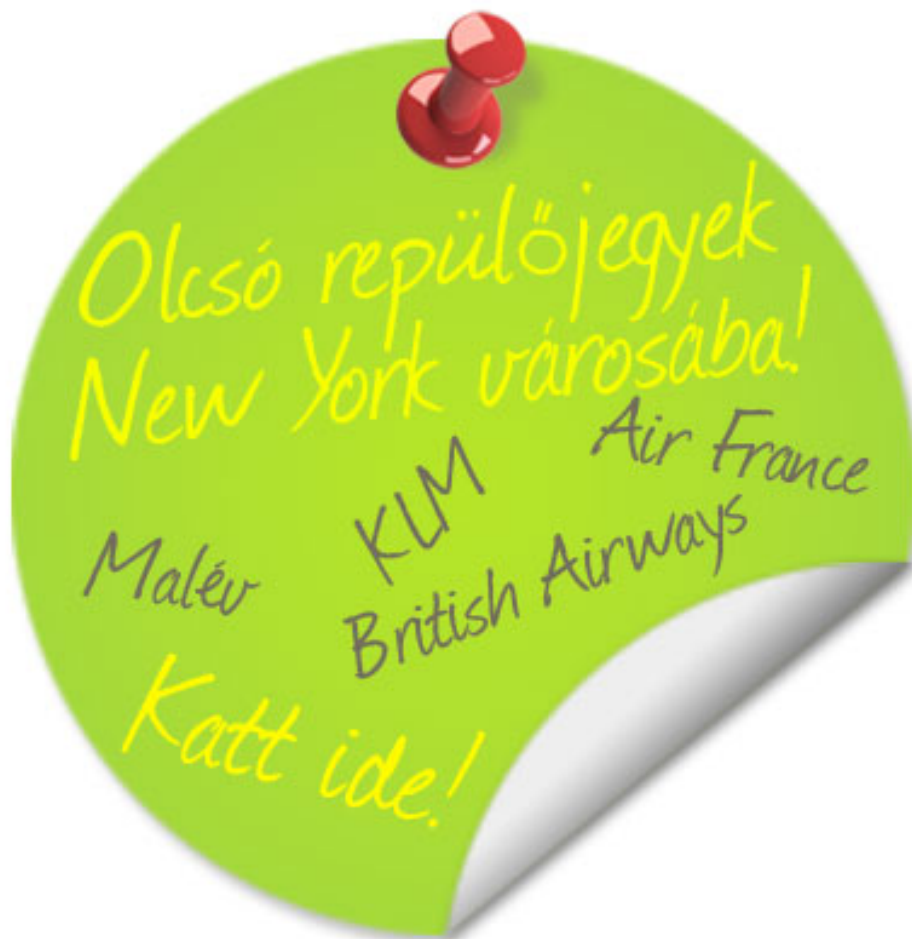 Olcsó repülőjegyek
New York városába!
Air France
KLM
Malév
British Airways
Katt ide!